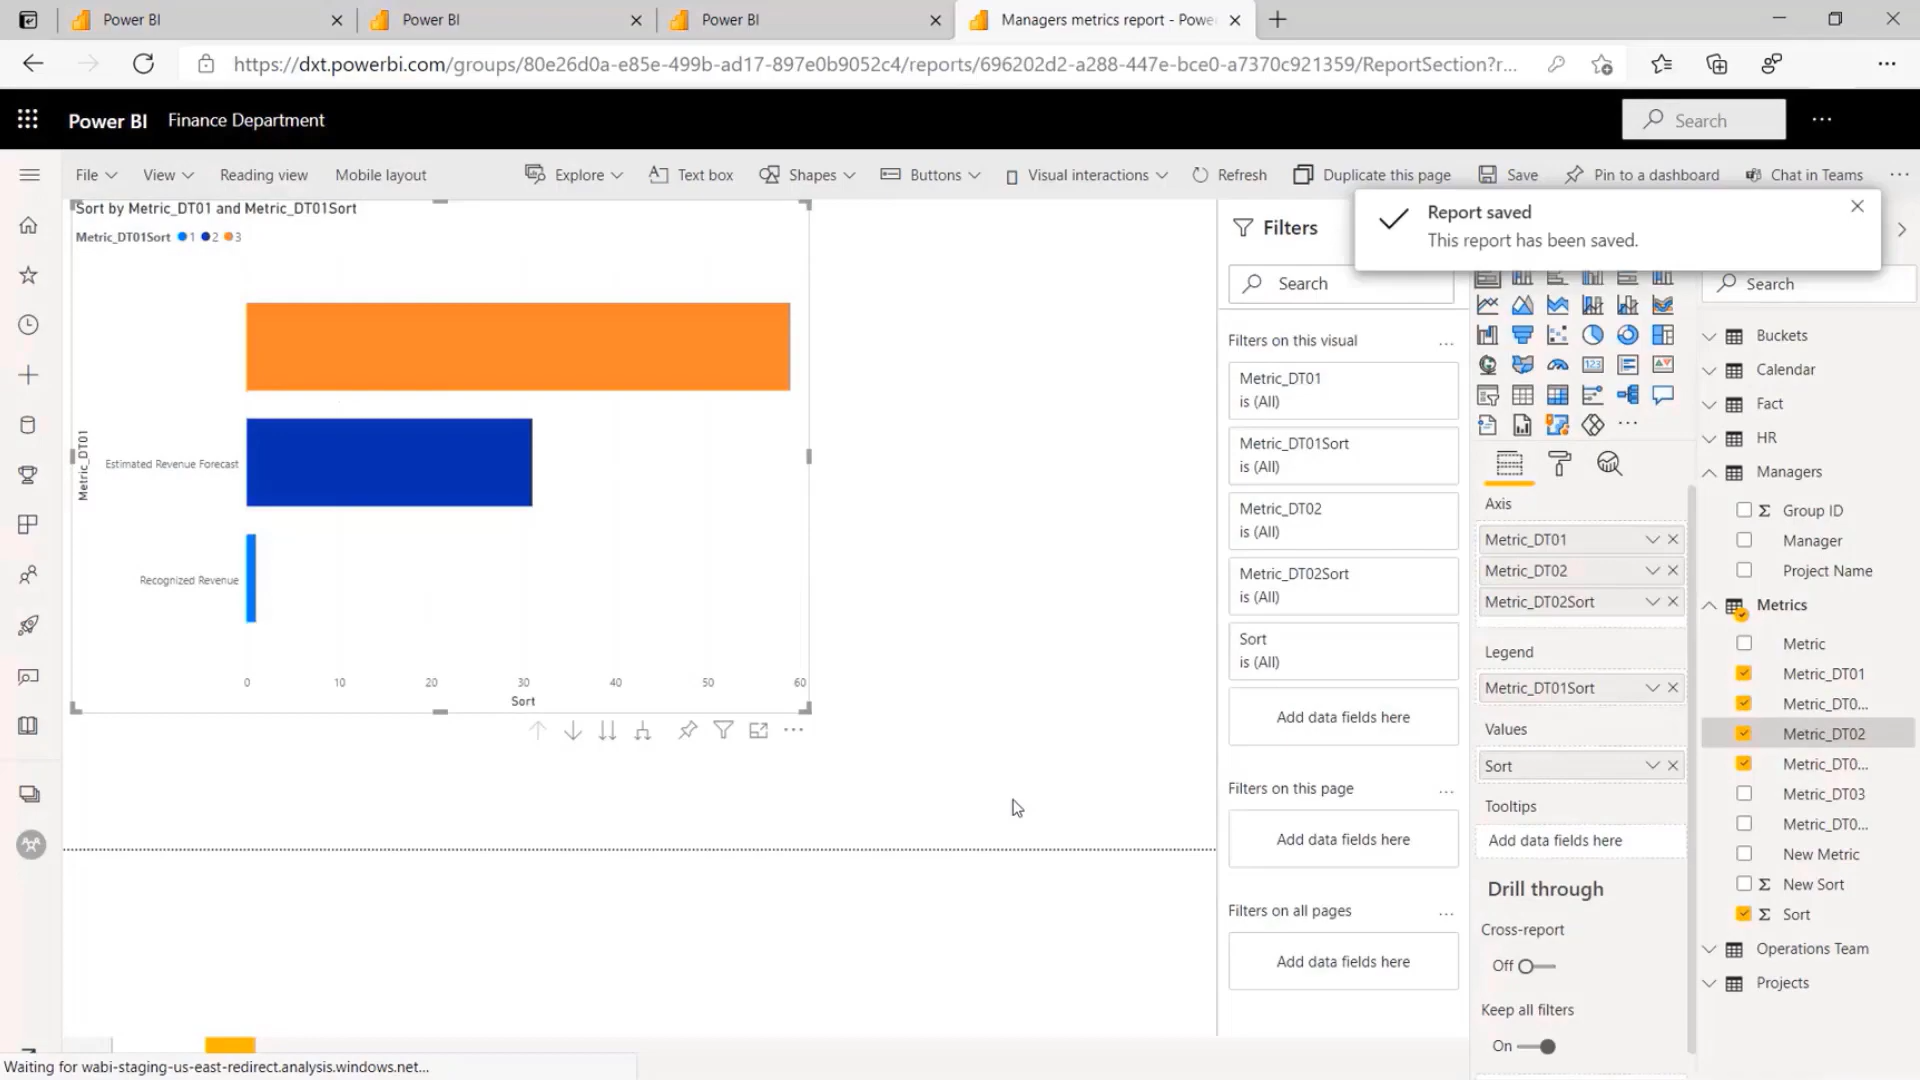 Power BI
Power BI
Power BI
Managers metrics report - Powe
https://dxt.powerbi.com/groups/80e26d0a-e85e-499b-ad17-897e0b9052c4/reports/696202d2-a288-447e-bce0-a7370c921359/ReportSection?r...
Power BI Finance Department
Search
File View Reading view Mobile layout Explore Text box Shapes Buttons Visual interactions Refresh Duplicate this page Save Pin to a dashboard Chat in Teams
Report saved
This report has been saved.
Sort by Metric_DT01 and Metric_DT01Sort
Metric_DT01Sort 1 2 3
Metric_DT01
Estimated Revenue Forecast
Recognized Revenue
0 10 20 30 40 50 60
Sort
Filters
Search
Filters on this visual
Metric_DT01
is (All)
Metric_DT01Sort
is (All)
Metric_DT02
is (All)
Metric_DT02Sort
is (All)
Sort
is (All)
Add data fields here
Filters on this page
Add data fields here
Filters on all pages
Add data fields here
123
Axis
Metric_DT01
Metric_DT02
Metric_DT02Sort
Legend
Metric_DT01Sort
Values
Sort
Tooltips
Add data fields here
Drill through
Cross-report
Off
Keep all filters
On
Search
Buckets
Calendar
Fact
HR
Managers
Σ Group ID
Manager
Project Name
Metrics
Metric
Metric_DT01
Metric_DT0...
Metric_DT02
Metric_DT0...
Metric_DT03
Metric_DT0...
New Metric
Σ New Sort
Σ Sort
Operations Team
Projects
Waiting for wabi-staging-us-east-redirect.analysis.windows.net...